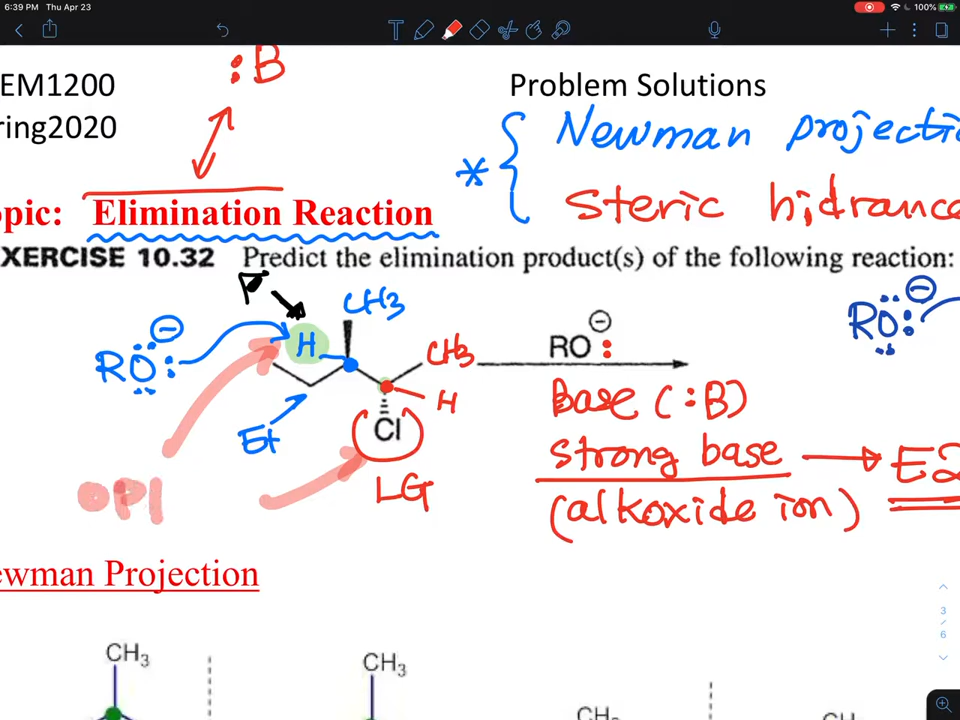 6:39 PM Thu Apr 23
100%
:B
EM1200
Problem Solutions
ring2020
Newman projectio
* {
steric hidrance
opic: Elimination Reaction
XERCISE 10.32 Predict the elimination product(s) of the following reaction:
CH3
H
RO:⊖
RO:⊖
RO:⊖
CH3
H
Et
Cl
LG
Base (:B)
strong base → E2
(alkoxide ion)
ewman Projection
3
/
6
CH3
CH3
CH3